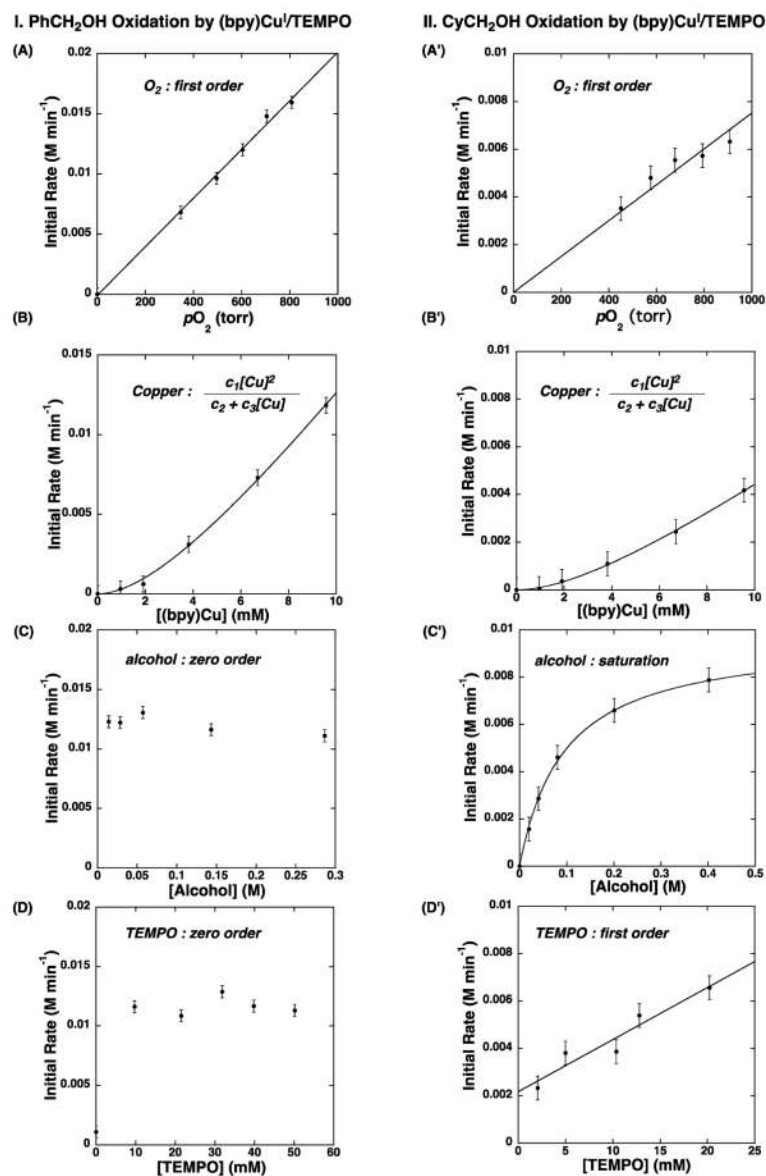 I. PhCH₂OH Oxidation by (bpy)Cuᴵ/TEMPO
II. CyCH₂OH Oxidation by (bpy)Cuᴵ/TEMPO
(A)
Initial Rate (M min⁻¹)
O₂ : first order
0.02
0.015
0.01
0.005
0
0 200 400 600 800 1000
pO₂ (torr)
(A')
Initial Rate (M min⁻¹)
O₂ : first order
0.01
0.008
0.006
0.004
0.002
0
0 200 400 600 800 1000
pO₂ (torr)
(B)
Initial Rate (M min⁻¹)
Copper : c₁[Cu]²
c₂ + c₃[Cu]
0.015
0.01
0.005
0
0 2 4 6 8 10
[(bpy)Cu] (mM)
(B')
Initial Rate (M min⁻¹)
Copper : c₁[Cu]²
c₂ + c₃[Cu]
0.01
0.008
0.006
0.004
0.002
0
0 2 4 6 8 10
[(bpy)Cu] (mM)
(C)
Initial Rate (M min⁻¹)
alcohol : zero order
0.02
0.015
0.01
0.005
0
0 0.05 0.1 0.15 0.2 0.25 0.3
[Alcohol] (M)
(C')
Initial Rate (M min⁻¹)
alcohol : saturation
0.01
0.008
0.006
0.004
0.002
0
0 0.1 0.2 0.3 0.4 0.5
[Alcohol] (M)
(D)
Initial Rate (M min⁻¹)
TEMPO : zero order
0.02
0.015
0.01
0.005
0
0 10 20 30 40 50 60
[TEMPO] (mM)
(D')
Initial Rate (M min⁻¹)
TEMPO : first order
0.01
0.008
0.006
0.004
0.002
0
0 5 10 15 20 25
[TEMPO] (mM)